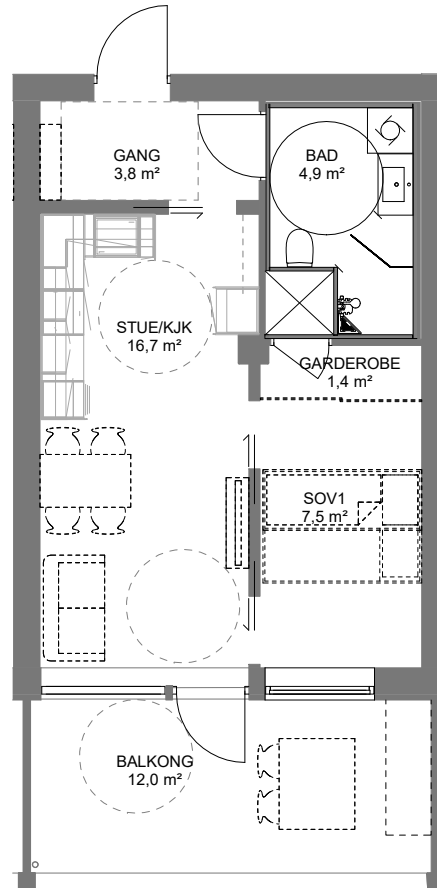 GANG
3,8 m²
BAD
4,9 m²
STUE/KJK
16,7 m²
GARDEROBE
1,4 m²
SOV1
7,5 m²
BALKONG
12,0 m²